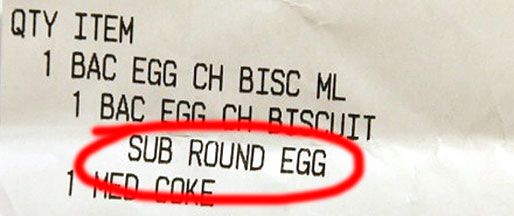 QTY ITEM
1 BAC EGG CH BISC ML
1 BAC EGG CH BISCUIT
SUB ROUND EGG
1 MED COKE